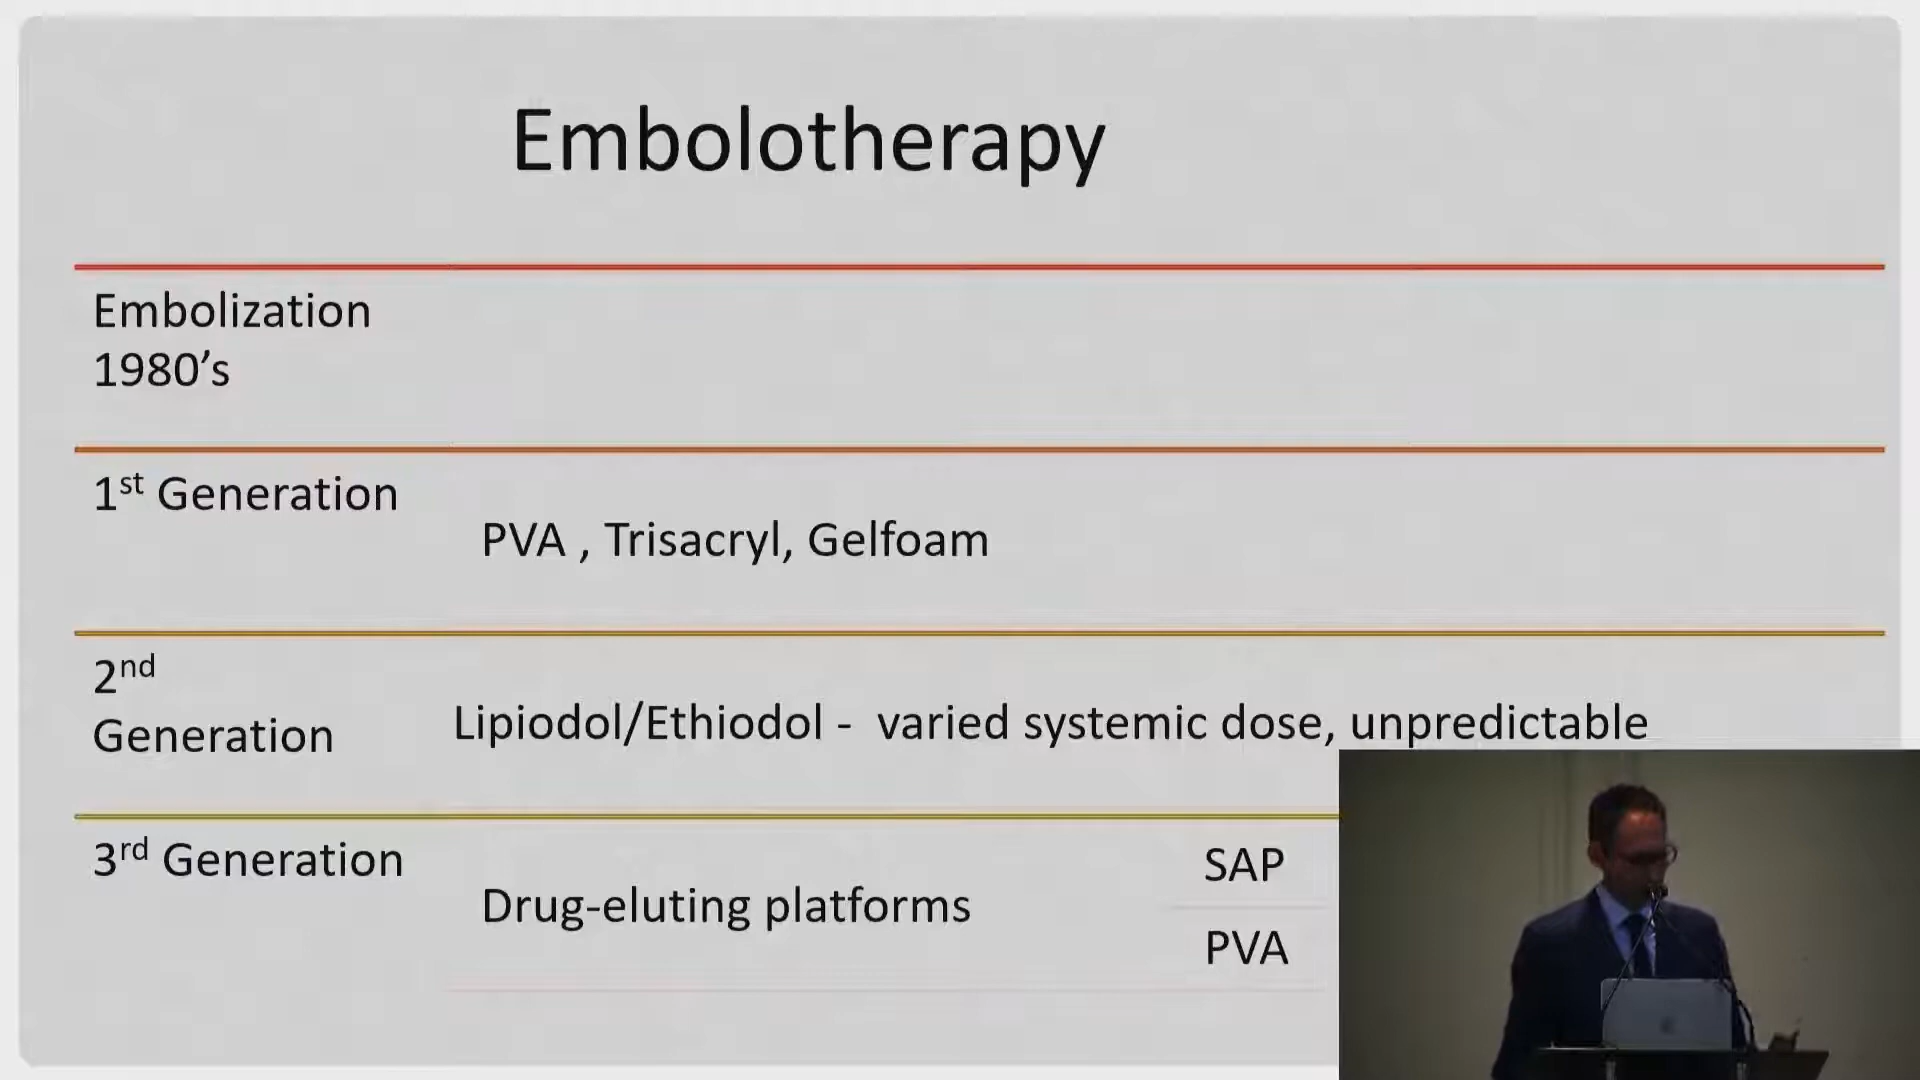 Embolotherapy
Embolization
1980’s
1st Generation
PVA , Trisacryl, Gelfoam
2nd
Generation
Lipiodol/Ethiodol - varied systemic dose, unpredictable
3rd Generation
Drug-eluting platforms
SAP
PVA